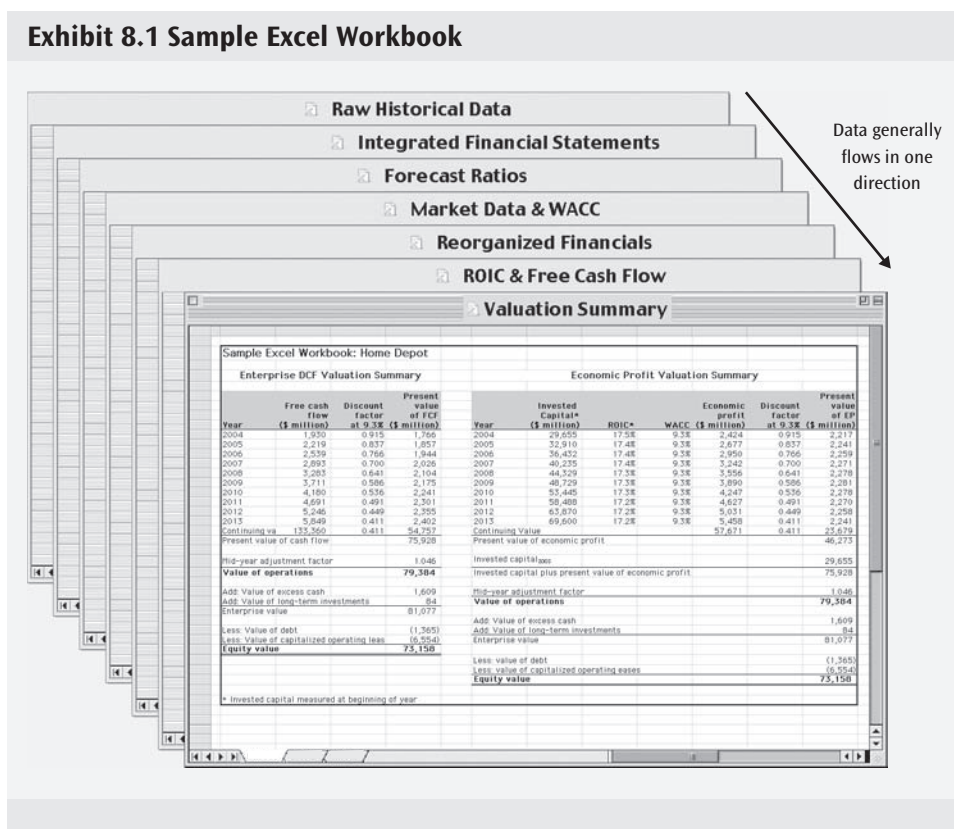 Exhibit 8.1 Sample Excel Workbook
Raw Historical Data
Integrated Financial Statements
Forecast Ratios
Market Data & WACC
Reorganized Financials
ROIC & Free Cash Flow
Valuation Summary
Data generally
flows in one
direction
Sample Excel Workbook: Home Depot
Enterprise DCF Valuation Summary
Present
Free cash Discount value
flow factor of FCF
Year ($ million) at 9.3% ($ million)
2004 1,930 0.915 1,766
2005 2,219 0.837 1,857
2006 2,539 0.766 1,944
2007 2,893 0.700 2,026
2008 3,283 0.641 2,104
2009 3,711 0.586 2,175
2010 4,180 0.536 2,241
2011 4,691 0.491 2,301
2012 5,246 0.449 2,355
2013 5,849 0.411 2,402
Continuing va 133,360 0.411 54,757
Present value of cash flow 75,928
Mid-year adjustment factor 1.046
Value of operations 79,384
Add: Value of excess cash 1,609
Add: Value of long-term investments 84
Enterprise value 81,077
Less: Value of debt (1,365)
Less: Value of capitalized operating leas (6,554)
Equity value 73,158
* Invested capital measured at beginning of year
Economic Profit Valuation Summary
Present
Invested Economic Discount value
Capital* profit factor of EP
Year ($ million) ROIC* WACC ($ million) at 9.3% ($ million)
2004 29,655 17.5% 9.3% 2,424 0.915 2,217
2005 32,910 17.4% 9.3% 2,677 0.837 2,241
2006 36,432 17.4% 9.3% 2,950 0.766 2,259
2007 40,235 17.4% 9.3% 3,242 0.700 2,271
2008 44,329 17.3% 9.3% 3,556 0.641 2,278
2009 48,729 17.3% 9.3% 3,890 0.586 2,281
2010 53,445 17.3% 9.3% 4,247 0.536 2,278
2011 58,488 17.2% 9.3% 4,627 0.491 2,270
2012 63,870 17.2% 9.3% 5,031 0.449 2,258
2013 69,600 17.2% 9.3% 5,458 0.411 2,241
Continuing Value 57,671 0.411 23,679
Present value of economic profit 46,273
Invested capital2003 29,655
Invested capital plus present value of economic profit 75,928
Mid-year adjustment factor 1.046
Value of operations 79,384
Add: Value of excess cash 1,609
Add: Value of long-term investments 84
Enterprise value 81,077
Less: value of debt (1,365)
Less: value of capitalized operating eases (6,554)
Equity value 73,158